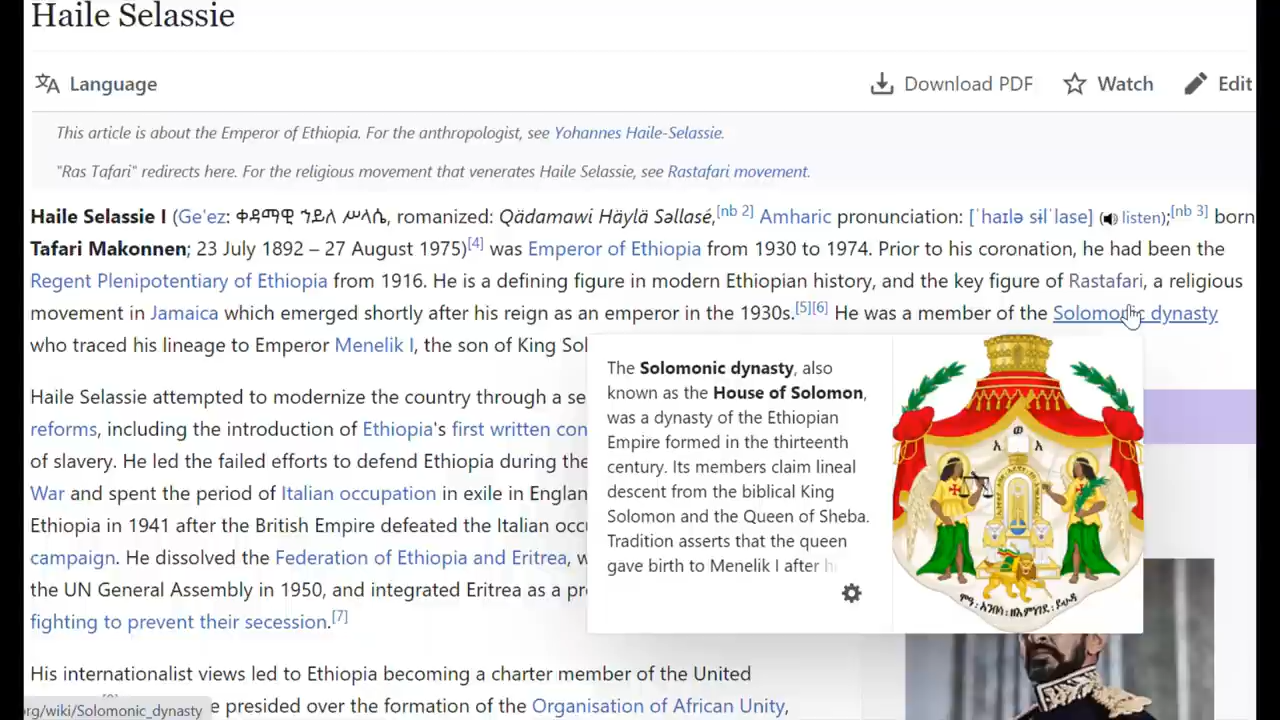 Haile Selassie
Language
Download PDF
Watch
Edit
This article is about the Emperor of Ethiopia. For the anthropologist, see Yohannes Haile-Selassie.
"Ras Tafari" redirects here. For the religious movement that venerates Haile Selassie, see Rastafari movement.
Haile Selassie I (Ge'ez: ቀዳማዊ ኀይለ ሥላሴ, romanized: Qädamawi Häylä Səllasé,[nb 2] Amharic pronunciation: [ˈhaɪlə sɨlˈlase] (listen);[nb 3] born
Tafari Makonnen; 23 July 1892 – 27 August 1975)[4] was Emperor of Ethiopia from 1930 to 1974. Prior to his coronation, he had been the
Regent Plenipotentiary of Ethiopia from 1916. He is a defining figure in modern Ethiopian history, and the key figure of Rastafari, a religious
movement in Jamaica which emerged shortly after his reign as an emperor in the 1930s.[5][6] He was a member of the Solomonic dynasty
who traced his lineage to Emperor Menelik I, the son of King Sol
Haile Selassie attempted to modernize the country through a se
reforms, including the introduction of Ethiopia's first written con
of slavery. He led the failed efforts to defend Ethiopia during the
War and spent the period of Italian occupation in exile in Englan
Ethiopia in 1941 after the British Empire defeated the Italian occu
campaign. He dissolved the Federation of Ethiopia and Eritrea, w
the UN General Assembly in 1950, and integrated Eritrea as a pr
fighting to prevent their secession.[7]
His internationalist views led to Ethiopia becoming a charter member of the United
e presided over the formation of the Organisation of African Unity,
The Solomonic dynasty, also
known as the House of Solomon,
was a dynasty of the Ethiopian
Empire formed in the thirteenth
century. Its members claim lineal
descent from the biblical King
Solomon and the Queen of Sheba.
Tradition asserts that the queen
gave birth to Menelik I after h
org/wiki/Solomonic_dynasty